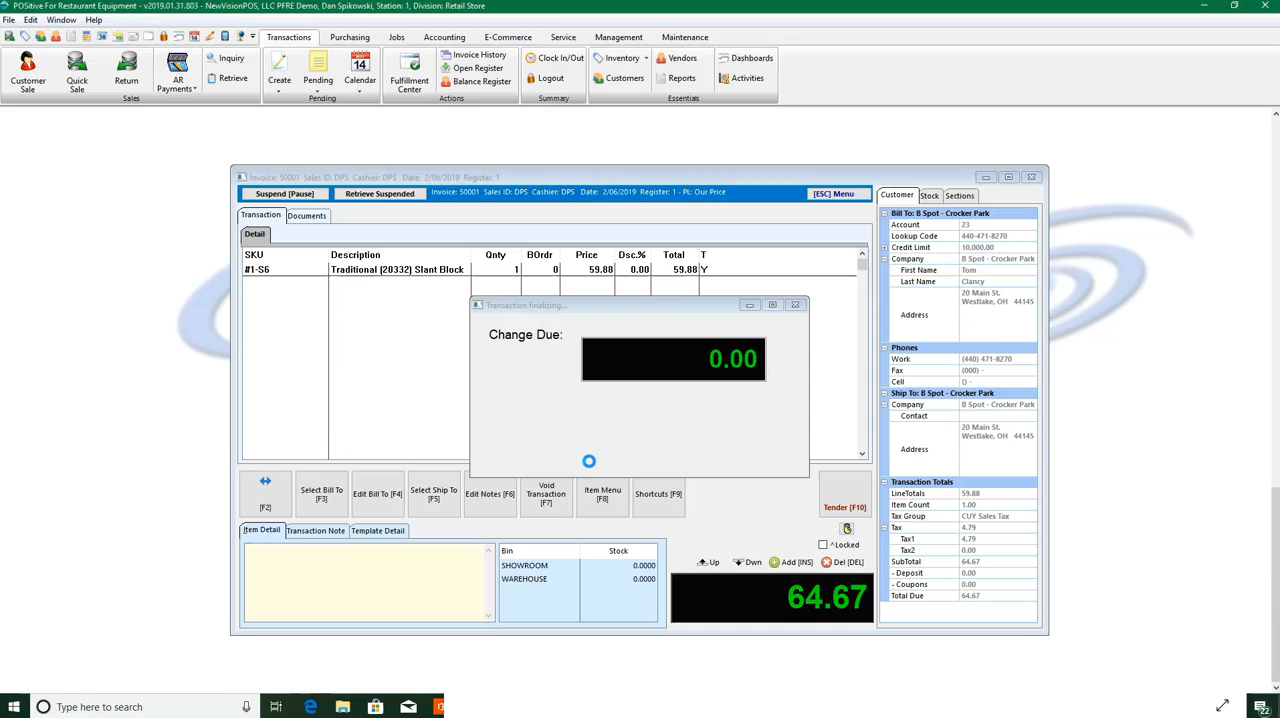 POSitive For Restaurant Equipment - v2019.01.31.803 - NewVisionPOS, LLC PFRE Demo, Dan Spikowski, Station: 1, Division: Retail Store
File Edit Window Help
Transactions Purchasing Jobs Accounting E-Commerce Service Management Maintenance
Customer Sale
Quick Sale
Return
AR Payments
Inquiry
Retrieve
Sales
Create
Pending
Calendar
Pending
Fulfillment Center
Invoice History
Open Register
Balance Register
Actions
Clock In/Out
Logout
Summary
Inventory
Customers
Vendors
Reports
Dashboards
Activities
Essentials
Invoice: 50001 Sales ID: DPS Cashier: DPS Date: 2/06/2019 Register: 1
Suspend [Pause] Retrieve Suspended Invoice: 50001 Sales ID: DPS Cashier: DPS Date: 2/06/2019 Register: 1 - PL: Our Price [ESC] Menu
Transaction Documents
Detail
SKU Description Qnty BOrdr Price Dsc.% Total T
#1-S6 Traditional (20332) Slant Block 1 0 59.88 0.00 59.88 Y
Transaction finalizing...
Change Due:
0.00
[F2]
Select Bill To [F3]
Edit Bill To [F4]
Select Ship To [F5]
Edit Notes [F6]
Void Transaction [F7]
Item Menu [F8]
Shortcuts [F9]
Tender [F10]
Item Detail Transaction Note Template Detail
Bin Stock
SHOWROOM 0.0000
WAREHOUSE 0.0000
^Locked
Up Dwn Add [INS] Del [DEL]
64.67
Customer Stock Sections
Bill To: B Spot - Crocker Park
Account 23
Lookup Code 440-471-8270
Credit Limit 10,000.00
Company B Spot - Crocker Park
First Name Tom
Last Name Clancy
Address 20 Main St.
Westlake, OH 44145
Phones
Work (440) 471-8270
Fax (000) -
Cell () -
Ship To: B Spot - Crocker Park
Company B Spot - Crocker Park
Contact
Address 20 Main St.
Westlake, OH 44145
Transaction Totals
LineTotals 59.88
Item Count 1.00
Tax Group CUY Sales Tax
Tax 4.79
Tax1 4.79
Tax2 0.00
SubTotal 64.67
- Deposit 0.00
- Coupons 0.00
Total Due 64.67
Type here to search
22